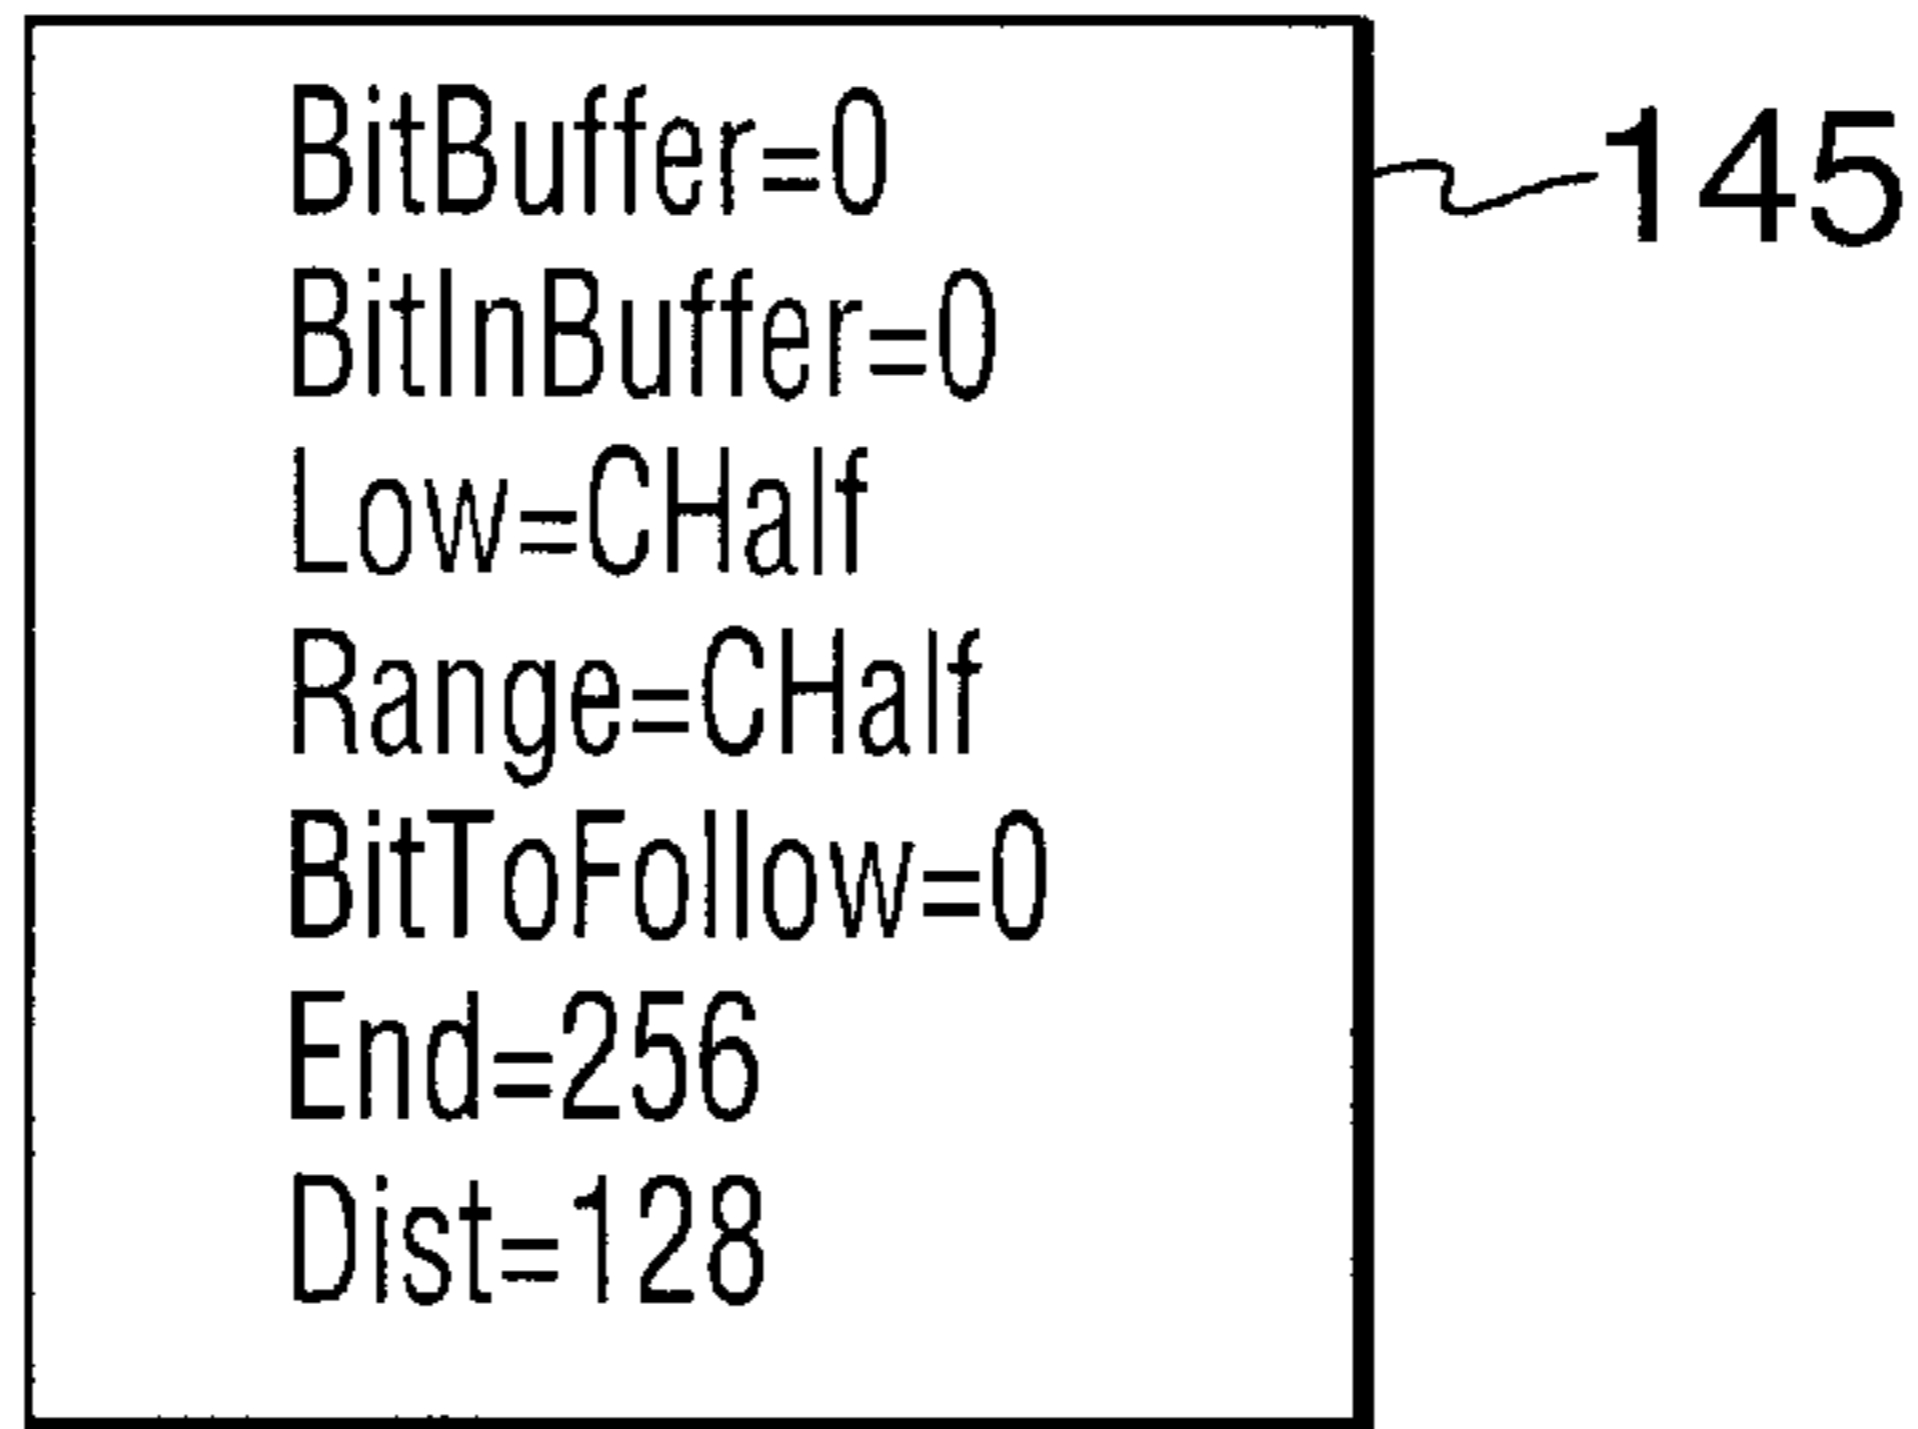 BitBuffer=0
BitInBuffer=0
Low=CHalf
Range=CHalf
BitToFollow=0
End=256
Dist=128
145